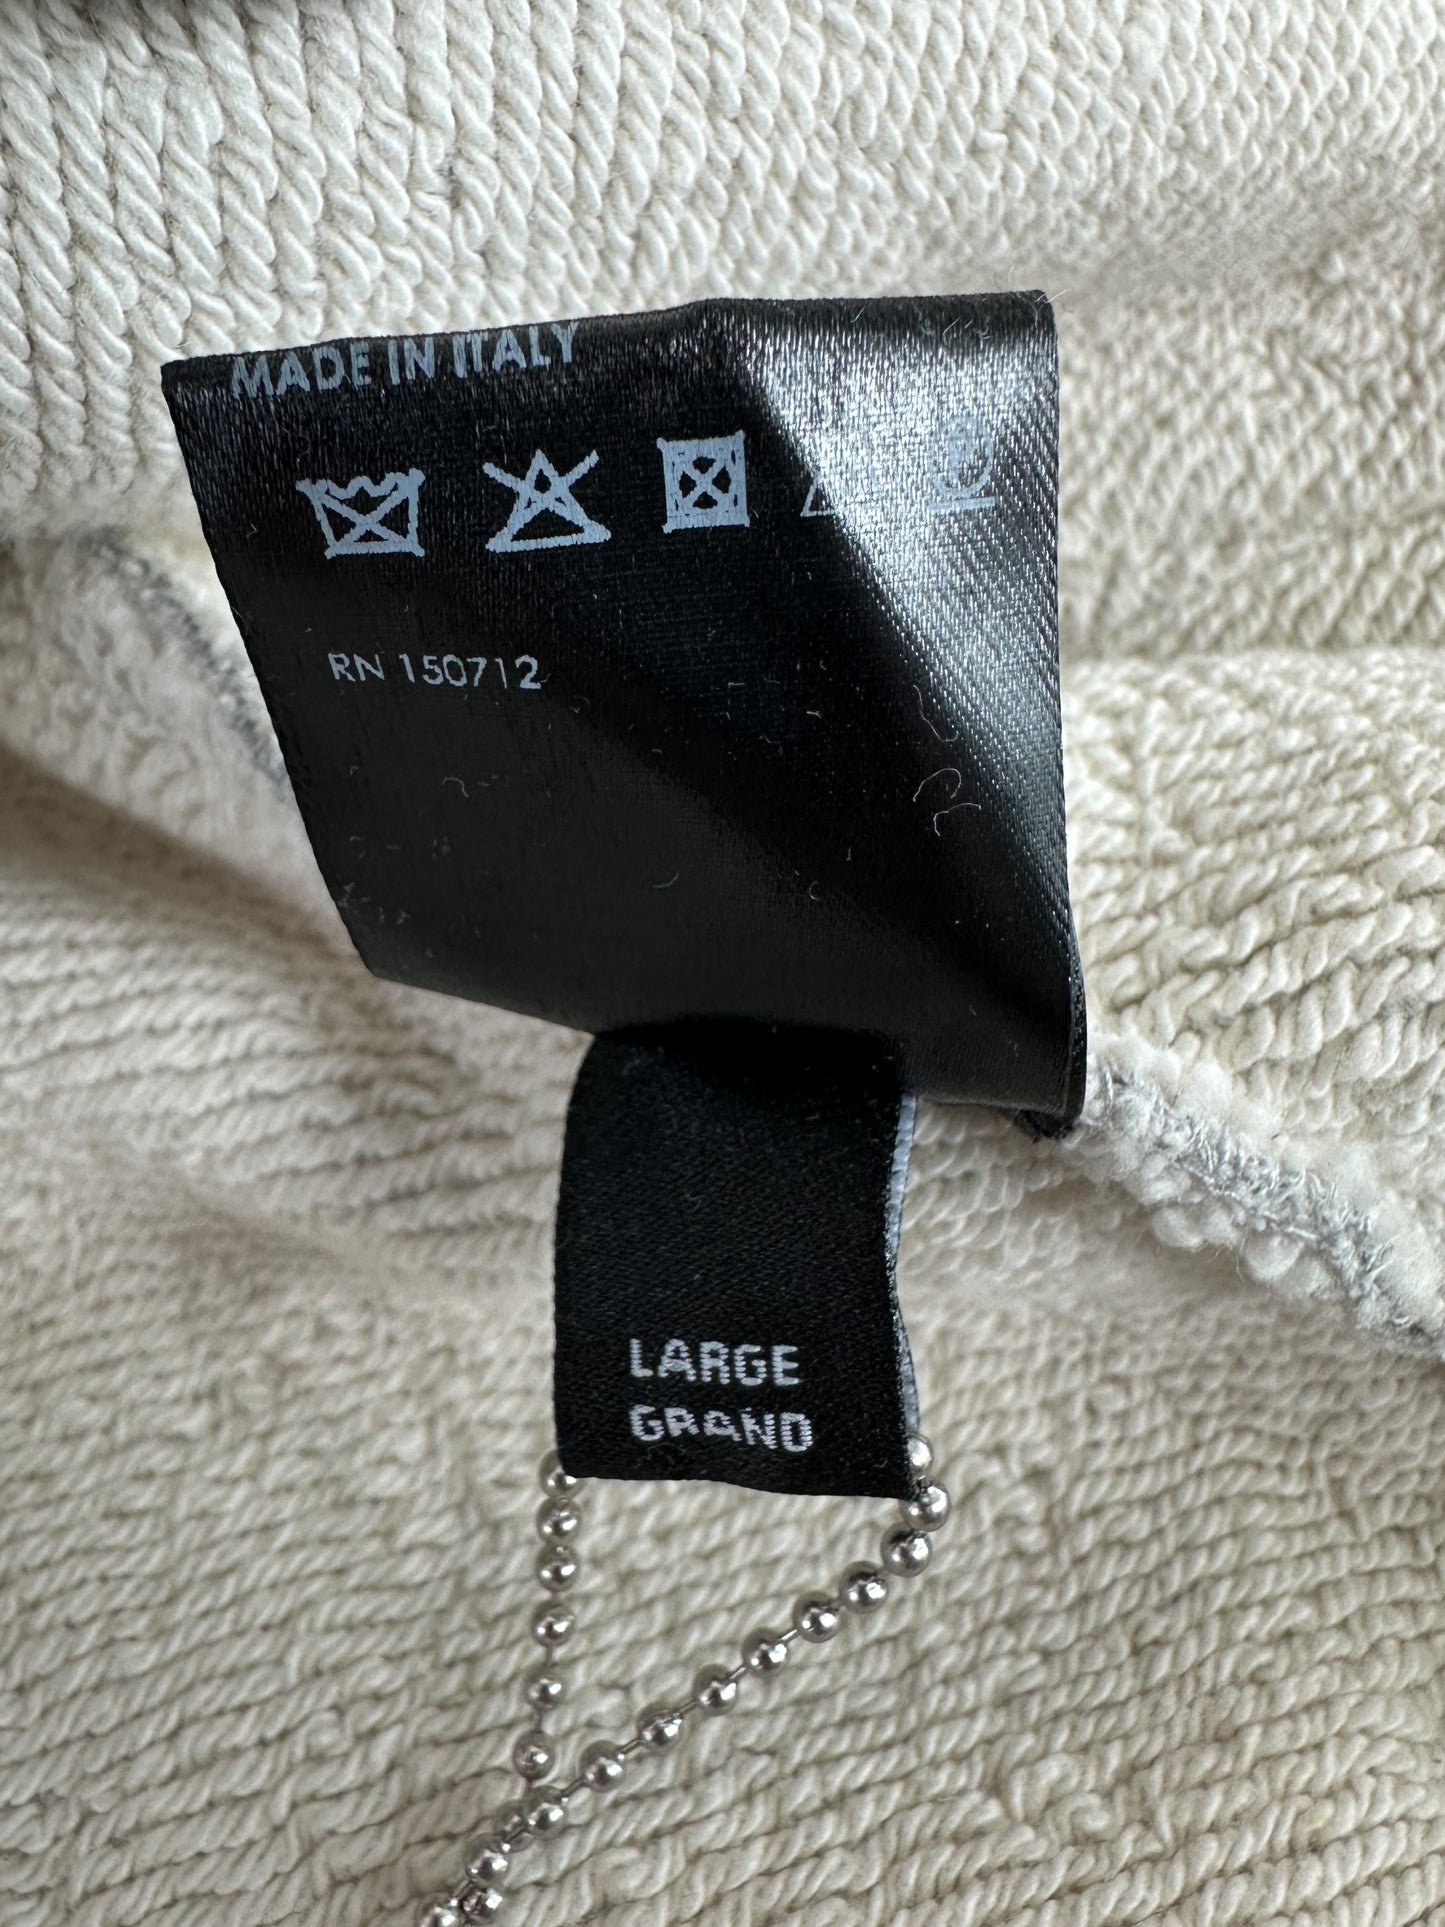 MADE IN ITALY
RN 150712
LARGE
GRAND